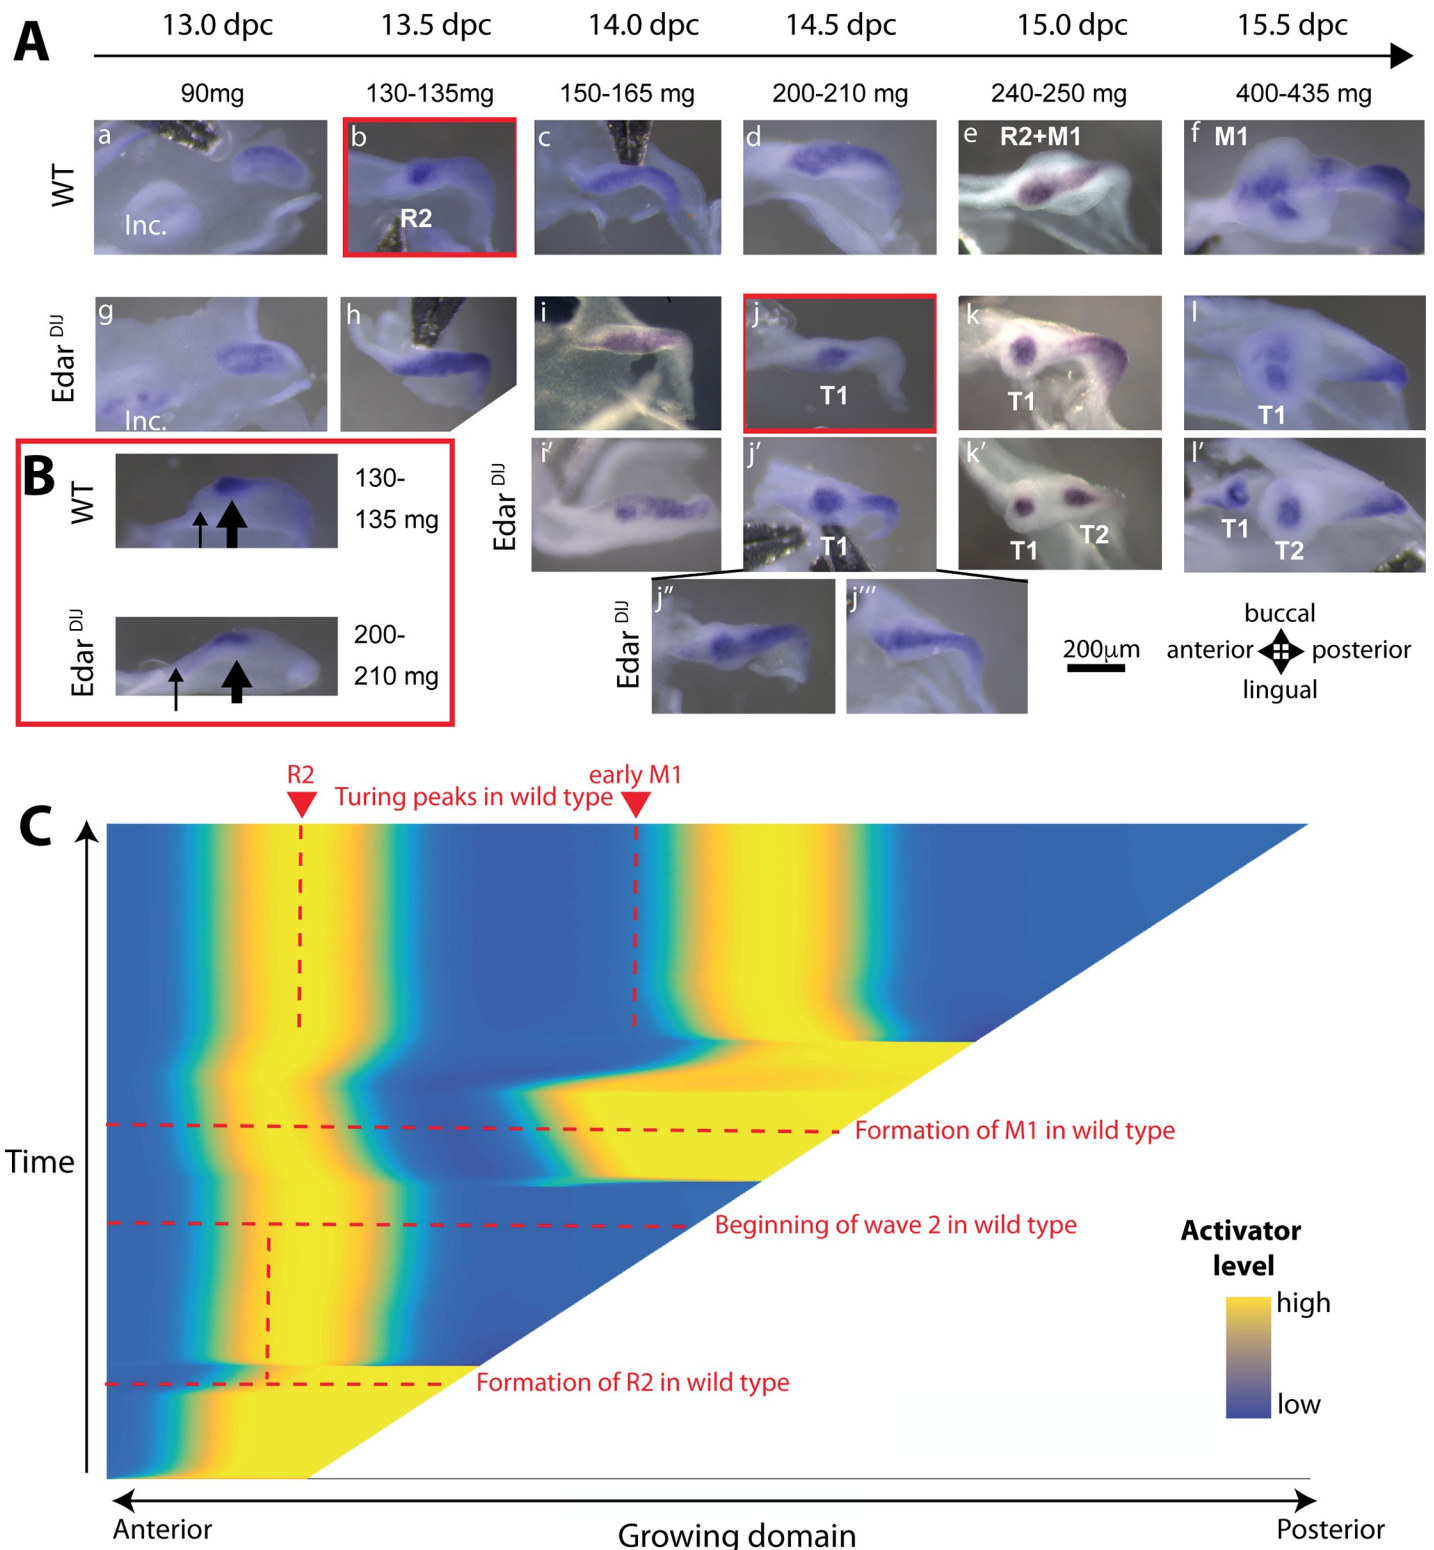 A
13.0 dpc 13.5 dpc 14.0 dpc 14.5 dpc 15.0 dpc 15.5 dpc
90mg 130-135mg 150-165 mg 200-210 mg 240-250 mg 400-435 mg
WT
a Inc.
b R2
c
d
e R2+M1
f M1
Edar DlJ
g Inc.
h
i
j T1
k T1
l T1
Edar DlJ
i'
j' T1
k' T1 T2
l' T1 T2
Edar DlJ
j''
j'''
200µm
buccal
anterior posterior
lingual
B
WT
130-
135 mg
Edar DlJ
200-
210 mg
C
R2 early M1
Turing peaks in wild type
Formation of M1 in wild type
Time
Beginning of wave 2 in wild type
Formation of R2 in wild type
Activator
level
high
low
Anterior Posterior
Growing domain